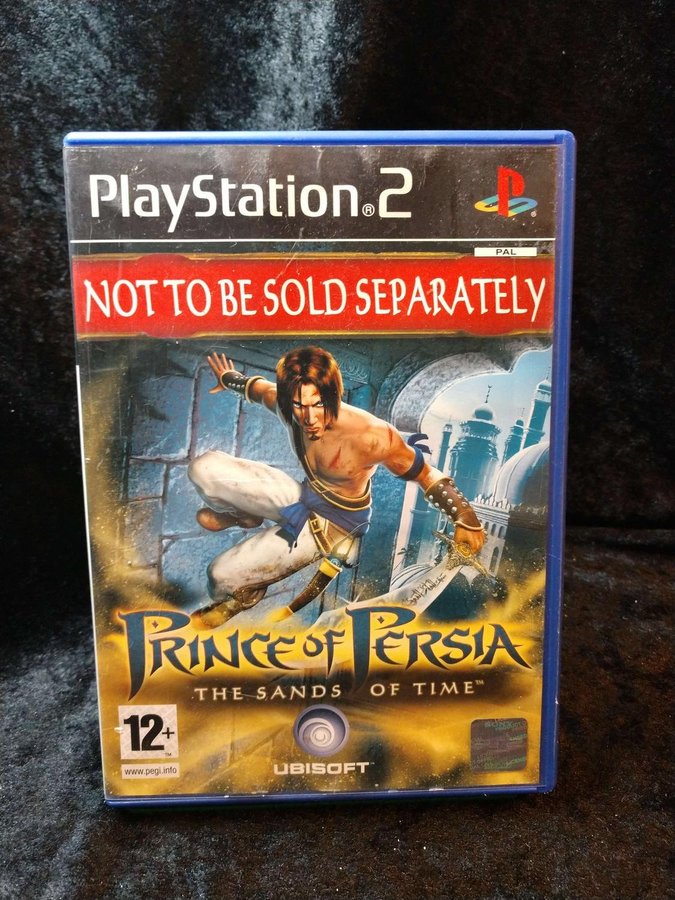 PlayStation®2
PAL
NOT TO BE SOLD SEPARATELY
PRINCE OF PERSIA
THE SANDS OF TIME™
12+
www.pegi.info
UBISOFT